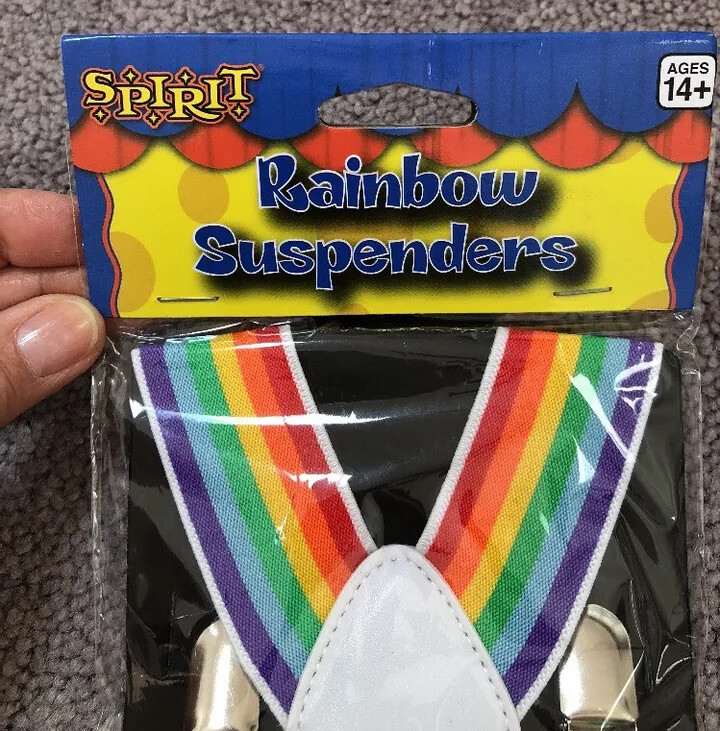 SPIRIT
AGES
14+
Rainbow
Suspenders